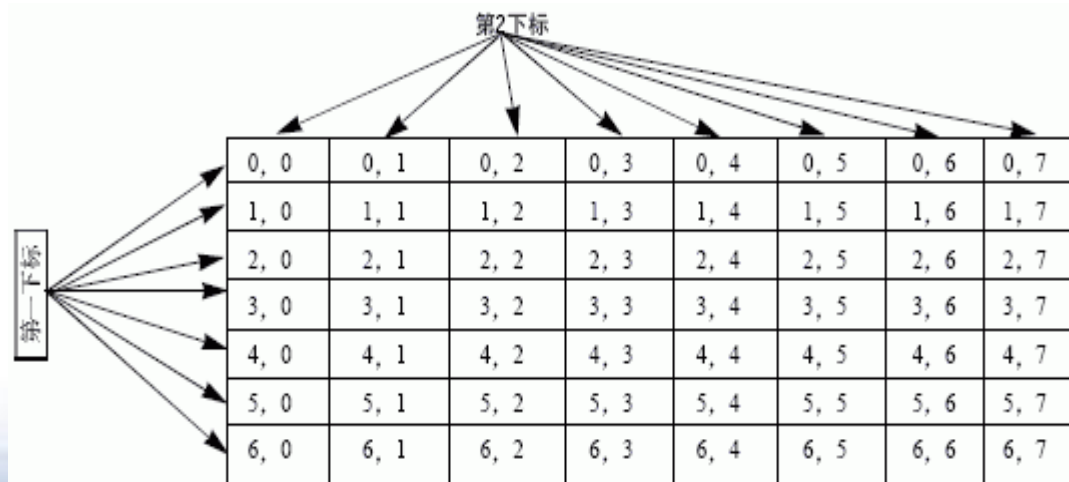 第2下标
第一下标
0, 0 0, 1 0, 2 0, 3 0, 4 0, 5 0, 6 0, 7
1, 0 1, 1 1, 2 1, 3 1, 4 1, 5 1, 6 1, 7
2, 0 2, 1 2, 2 2, 3 2, 4 2, 5 2, 6 2, 7
3, 0 3, 1 3, 2 3, 3 3, 4 3, 5 3, 6 3, 7
4, 0 4, 1 4, 2 4, 3 4, 4 4, 5 4, 6 4, 7
5, 0 5, 1 5, 2 5, 3 5, 4 5, 5 5, 6 5, 7
6, 0 6, 1 6, 2 6, 3 6, 4 6, 5 6, 6 6, 7